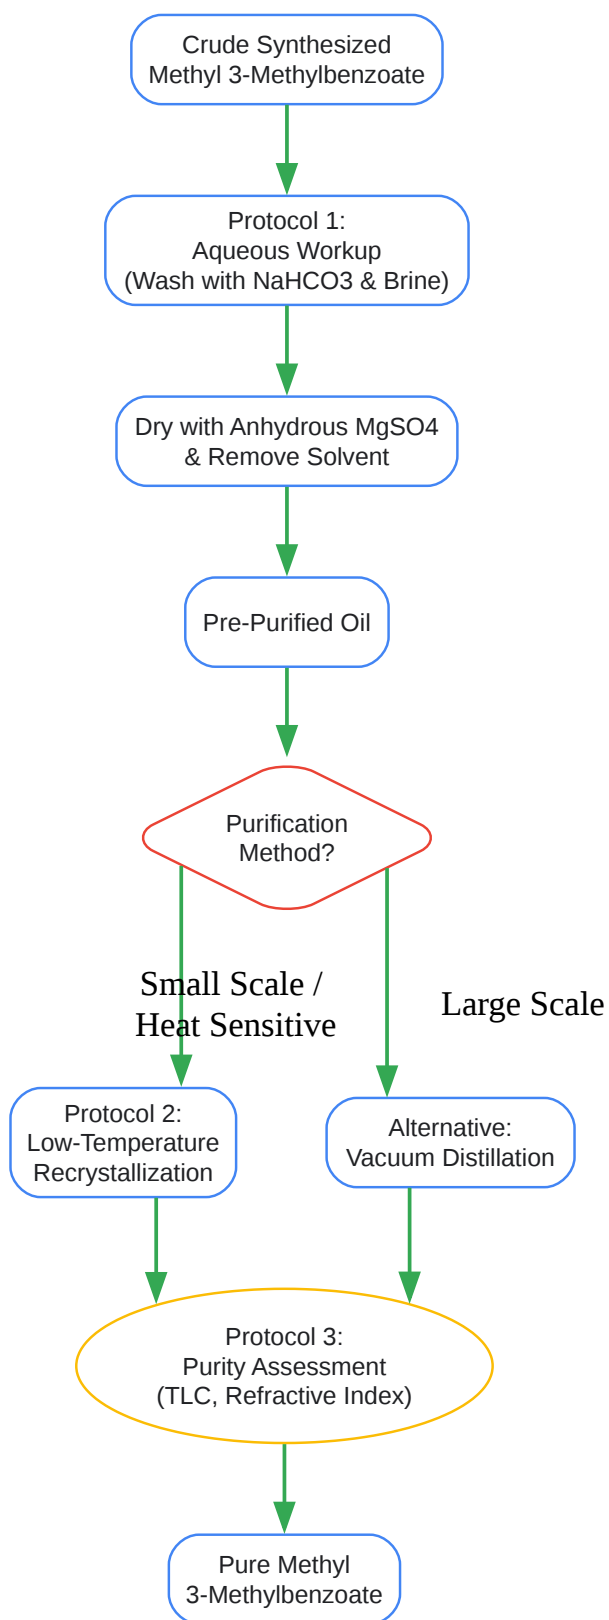 Crude Synthesized
Methyl 3-Methylbenzoate
Protocol 1:
Aqueous Workup
(Wash with NaHCO3 & Brine)
Dry with Anhydrous MgSO4
& Remove Solvent
Pre-Purified Oil
Purification
Method?
Small Scale /
Heat Sensitive
Large Scale
Protocol 2:
Low-Temperature
Recrystallization
Alternative:
Vacuum Distillation
Protocol 3:
Purity Assessment
(TLC, Refractive Index)
Pure Methyl
3-Methylbenzoate